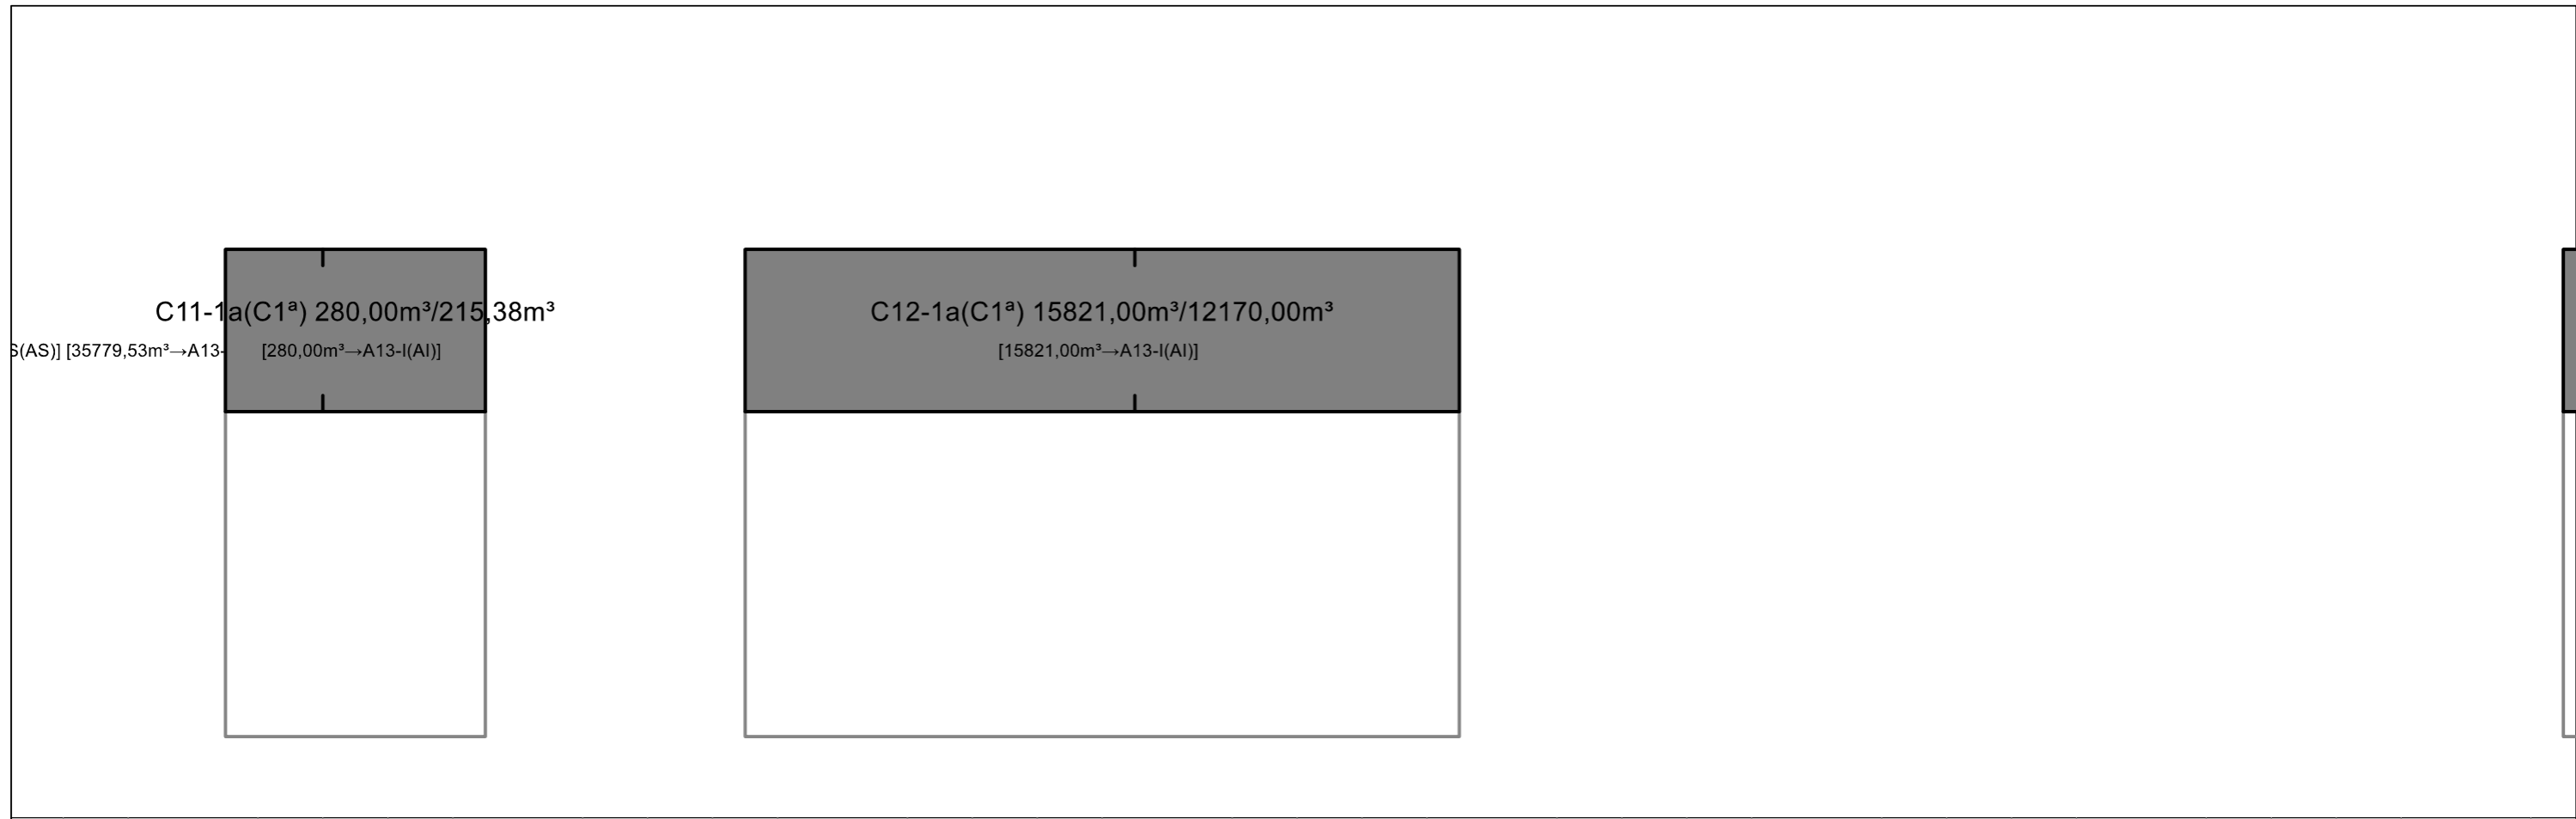 C11-1a(C1ª) 280,00m³/215,38m³
C12-1a(C1ª) 15821,00m³/12170,00m³
S(AS)] [35779,53m³→A13-
[280,00m³→A13-I(AI)]
[15821,00m³→A13-I(AI)]